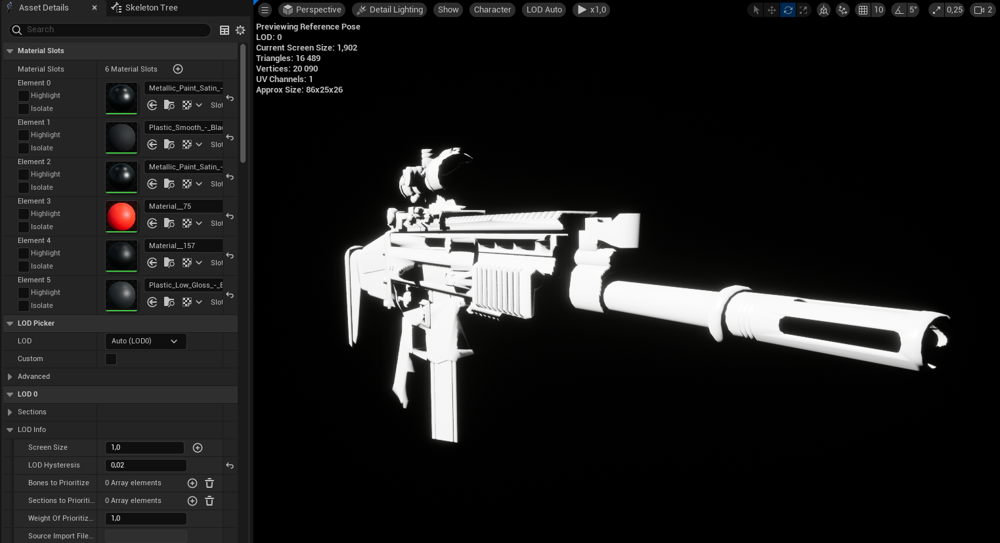 Asset Details
Skeleton Tree
Search
Material Slots
Material Slots 6 Material Slots
Element 0
Highlight
Isolate
Metallic_Paint_Satin_-
Slot
Element 1
Highlight
Isolate
Plastic_Smooth_-_Blac
Slot
Element 2
Highlight
Isolate
Metallic_Paint_Satin_-
Slot
Element 3
Highlight
Isolate
Material__75
Slot
Element 4
Highlight
Isolate
Material__157
Slot
Element 5
Highlight
Isolate
Plastic_Low_Gloss_-_B
Slot
LOD Picker
LOD Auto (LOD0)
Custom
Advanced
LOD 0
Sections
LOD Info
Screen Size 1,0
LOD Hysteresis 0,02
Bones to Prioritize 0 Array elements
Sections to Prioriti... 0 Array elements
Weight Of Prioritiz... 1,0
Source Import File...
Perspective Detail Lighting Show Character LOD Auto x1,0 10 5° 0,25 2
Previewing Reference Pose
LOD: 0
Current Screen Size: 1,902
Triangles: 16 489
Vertices: 20 090
UV Channels: 1
Approx Size: 86x25x26